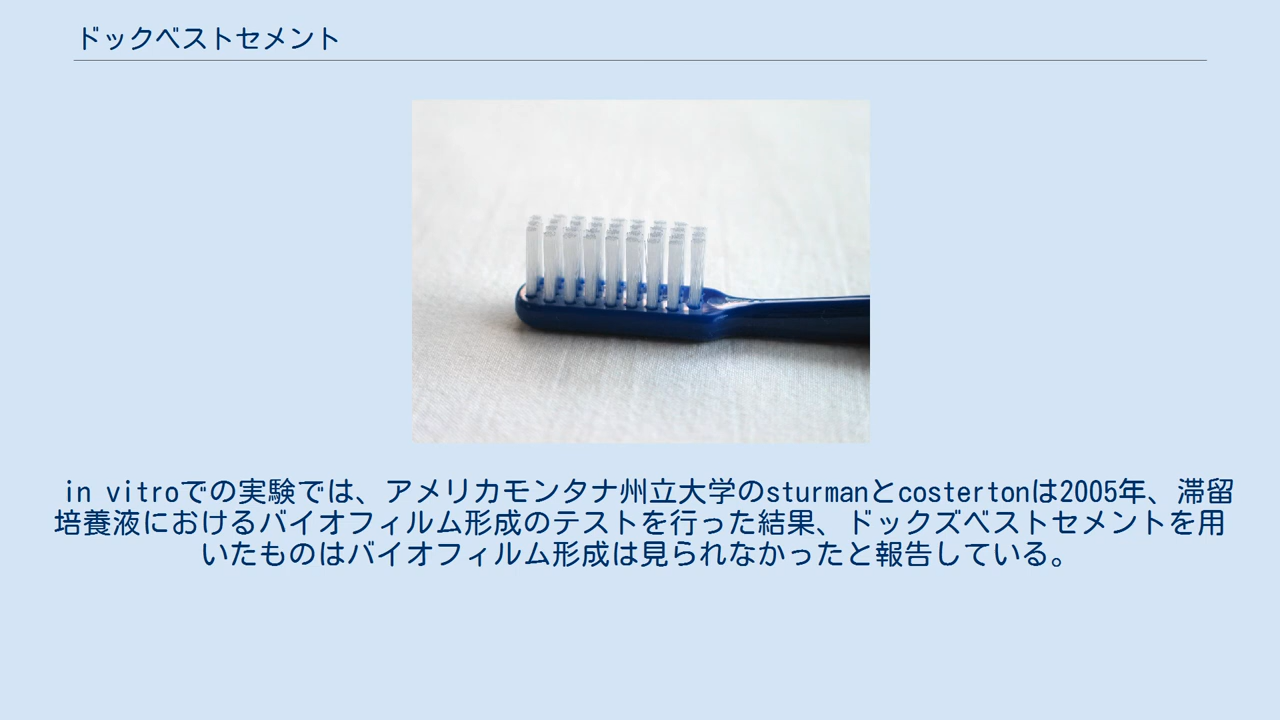 ドックベストセメント
in vitroでの実験では、アメリカモンタナ州立大学のsturmanとcostertonは2005年、滞留
培養液におけるバイオフィルム形成のテストを行った結果、ドックズベストセメントを用
いたものはバイオフィルム形成は見られなかったと報告している。